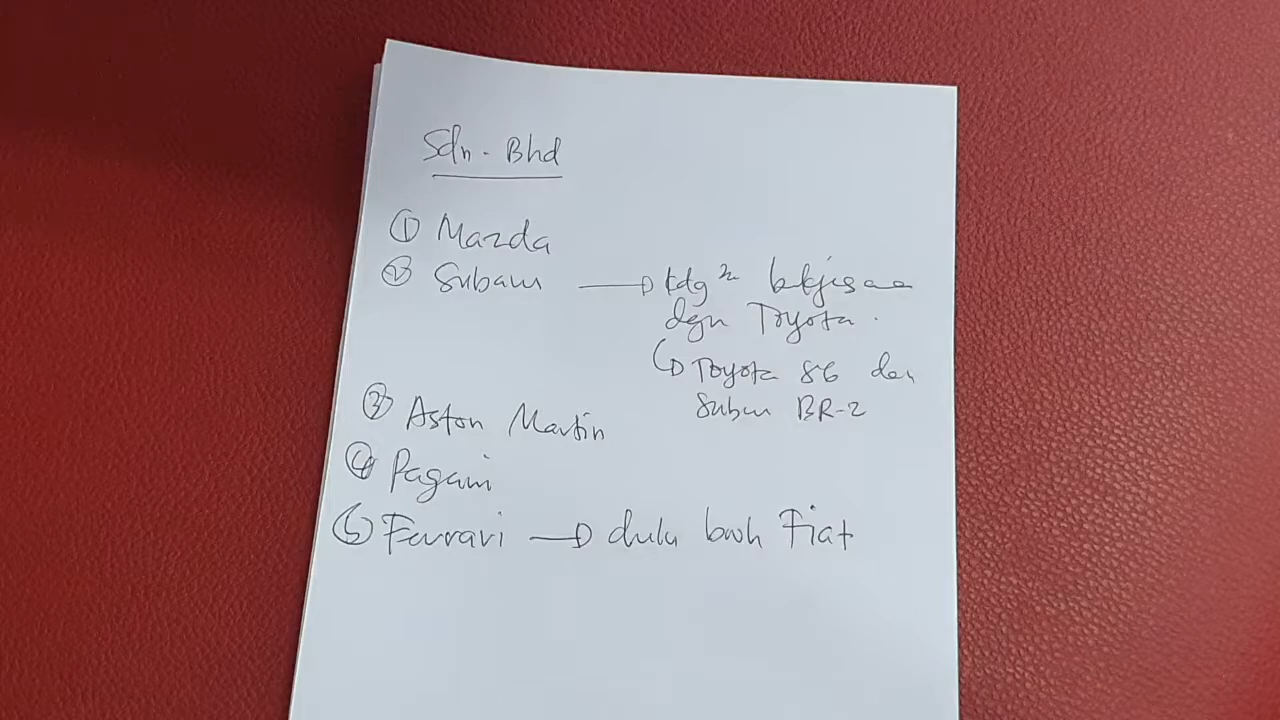 Sdn. Bhd
① Mazda
② Subaru → kdg² bekerjsama
dgn Toyota.
↳ Toyota 86 dan
Subaru BR-Z
③ Aston Martin
④ Pagani
⑤ Ferrari → dulu bwh Fiat